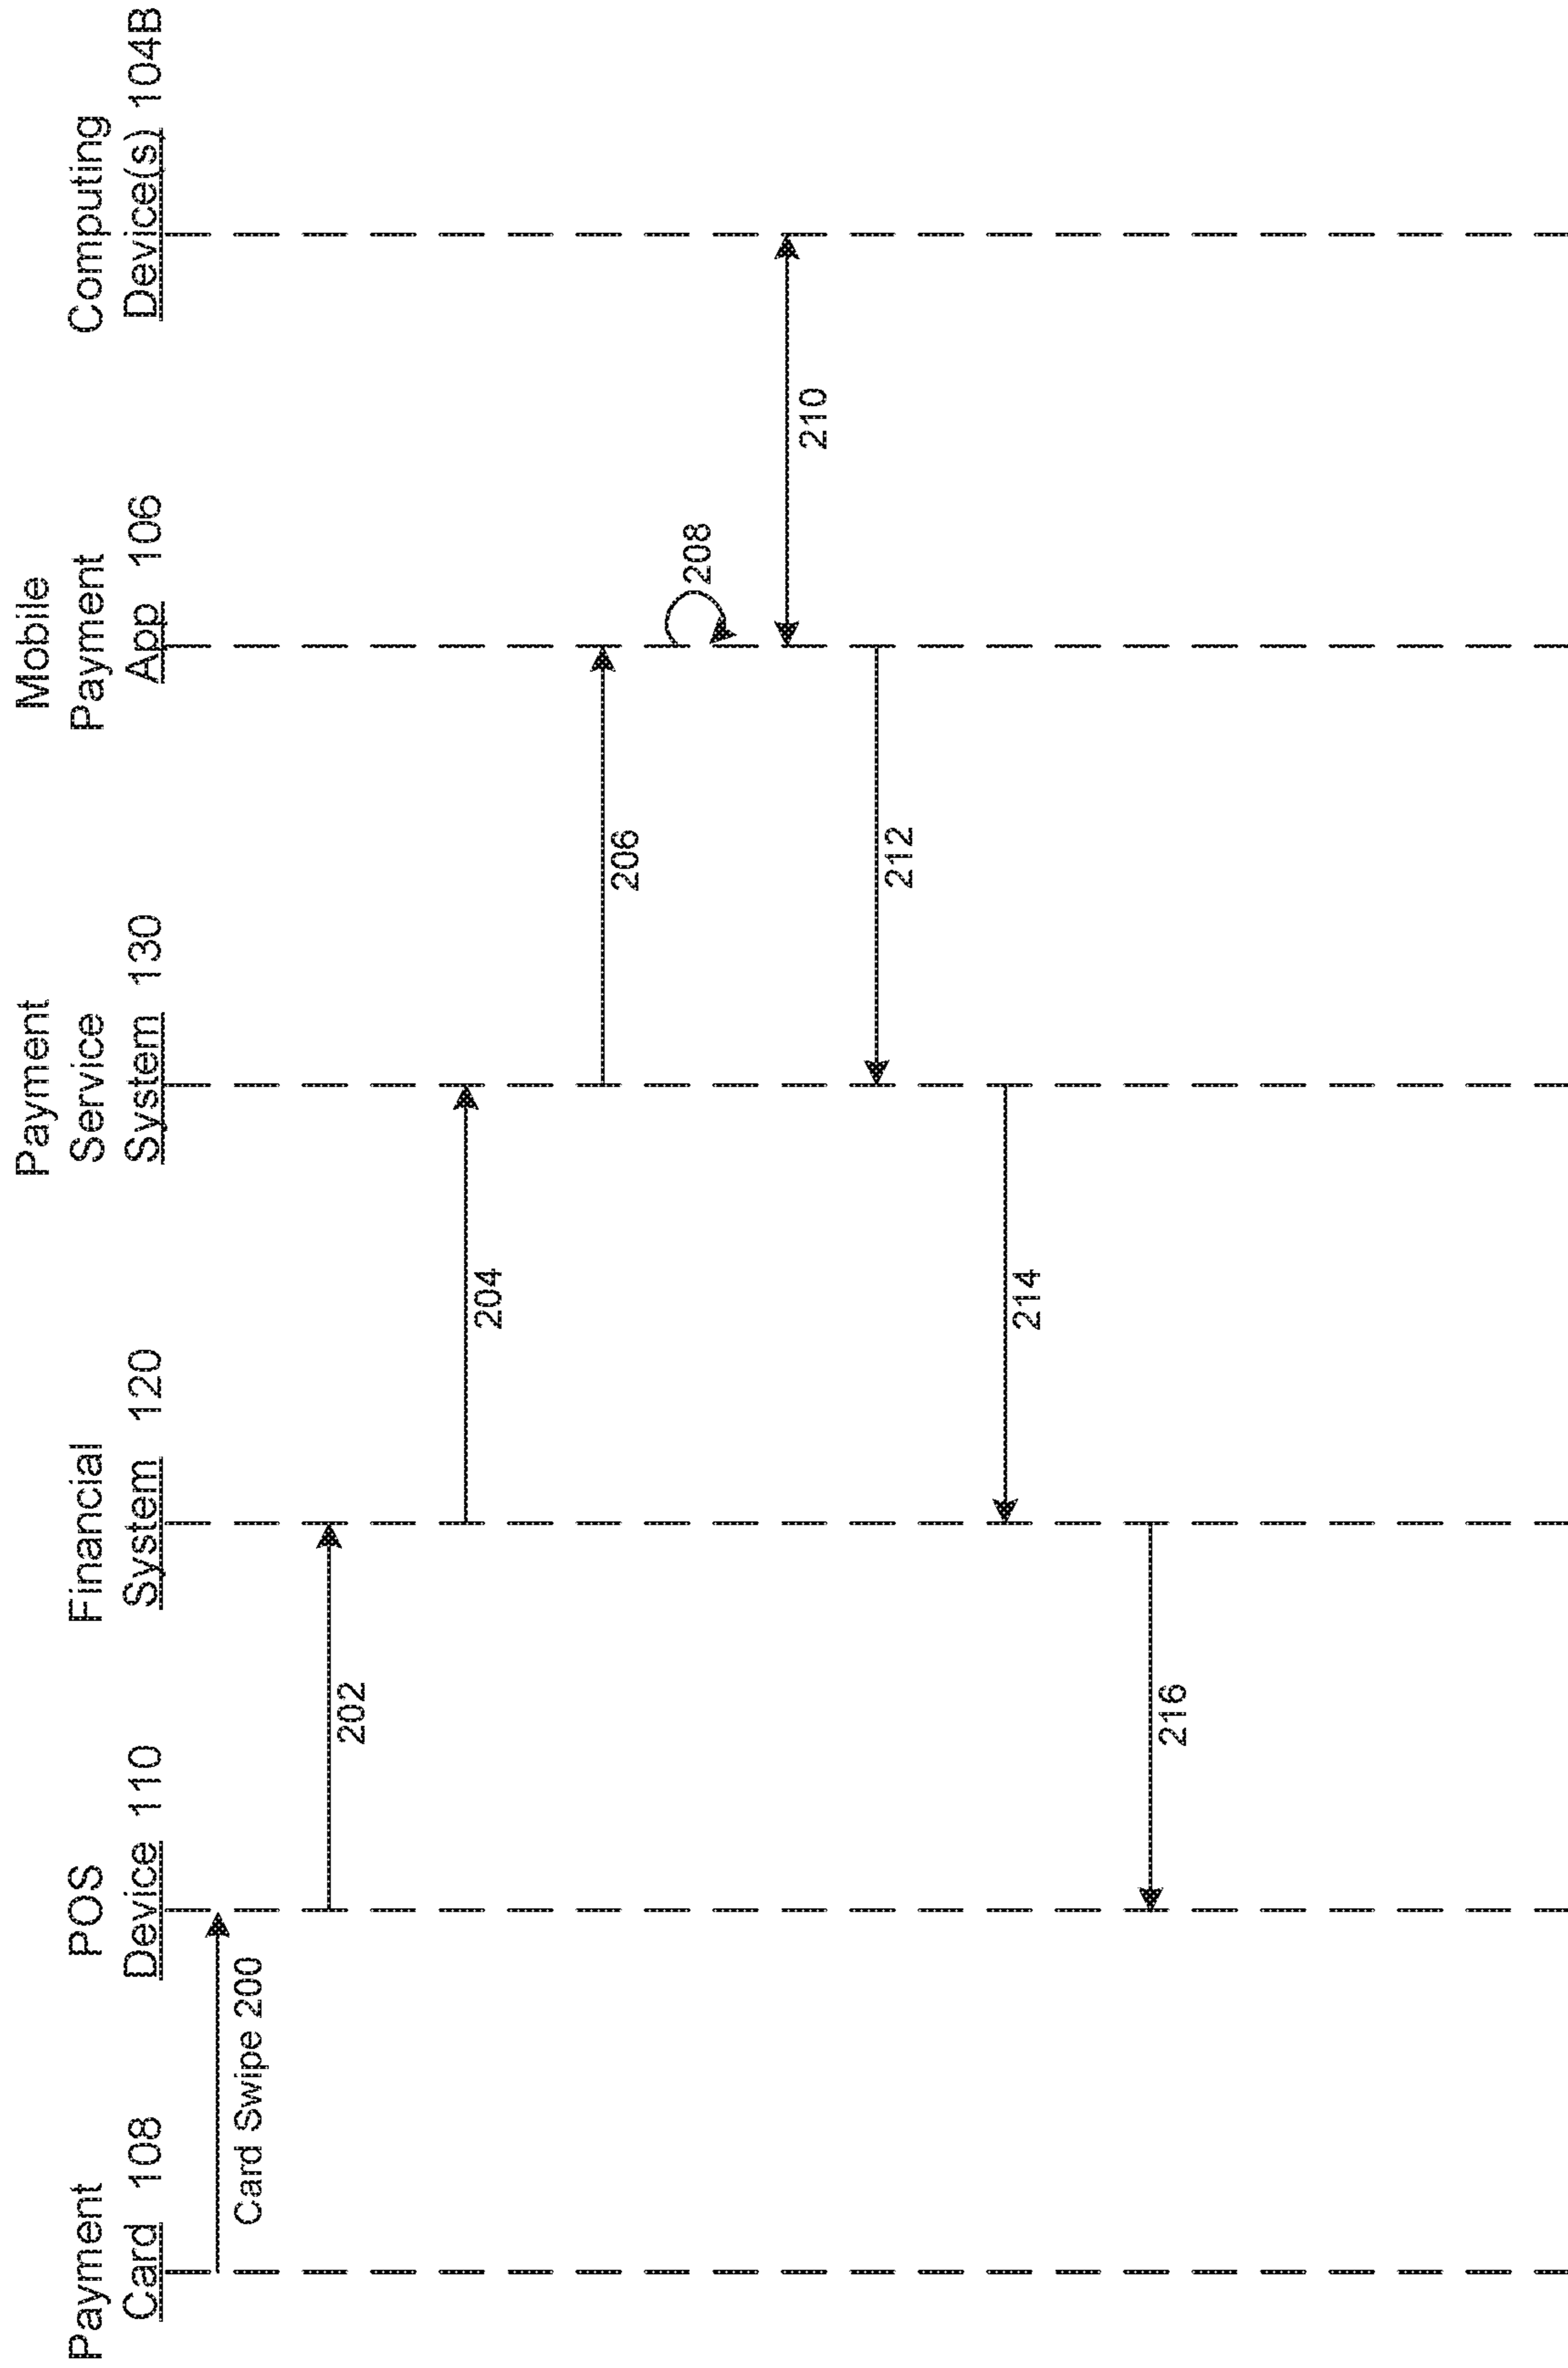 Payment
Card 108
POS
Device 110
Financial
System 120
Payment
Service
System 130
Mobile
Payment
App 106
Computing
Device(s) 104B
Card Swipe 200
202
204
206
208
210
212
214
216